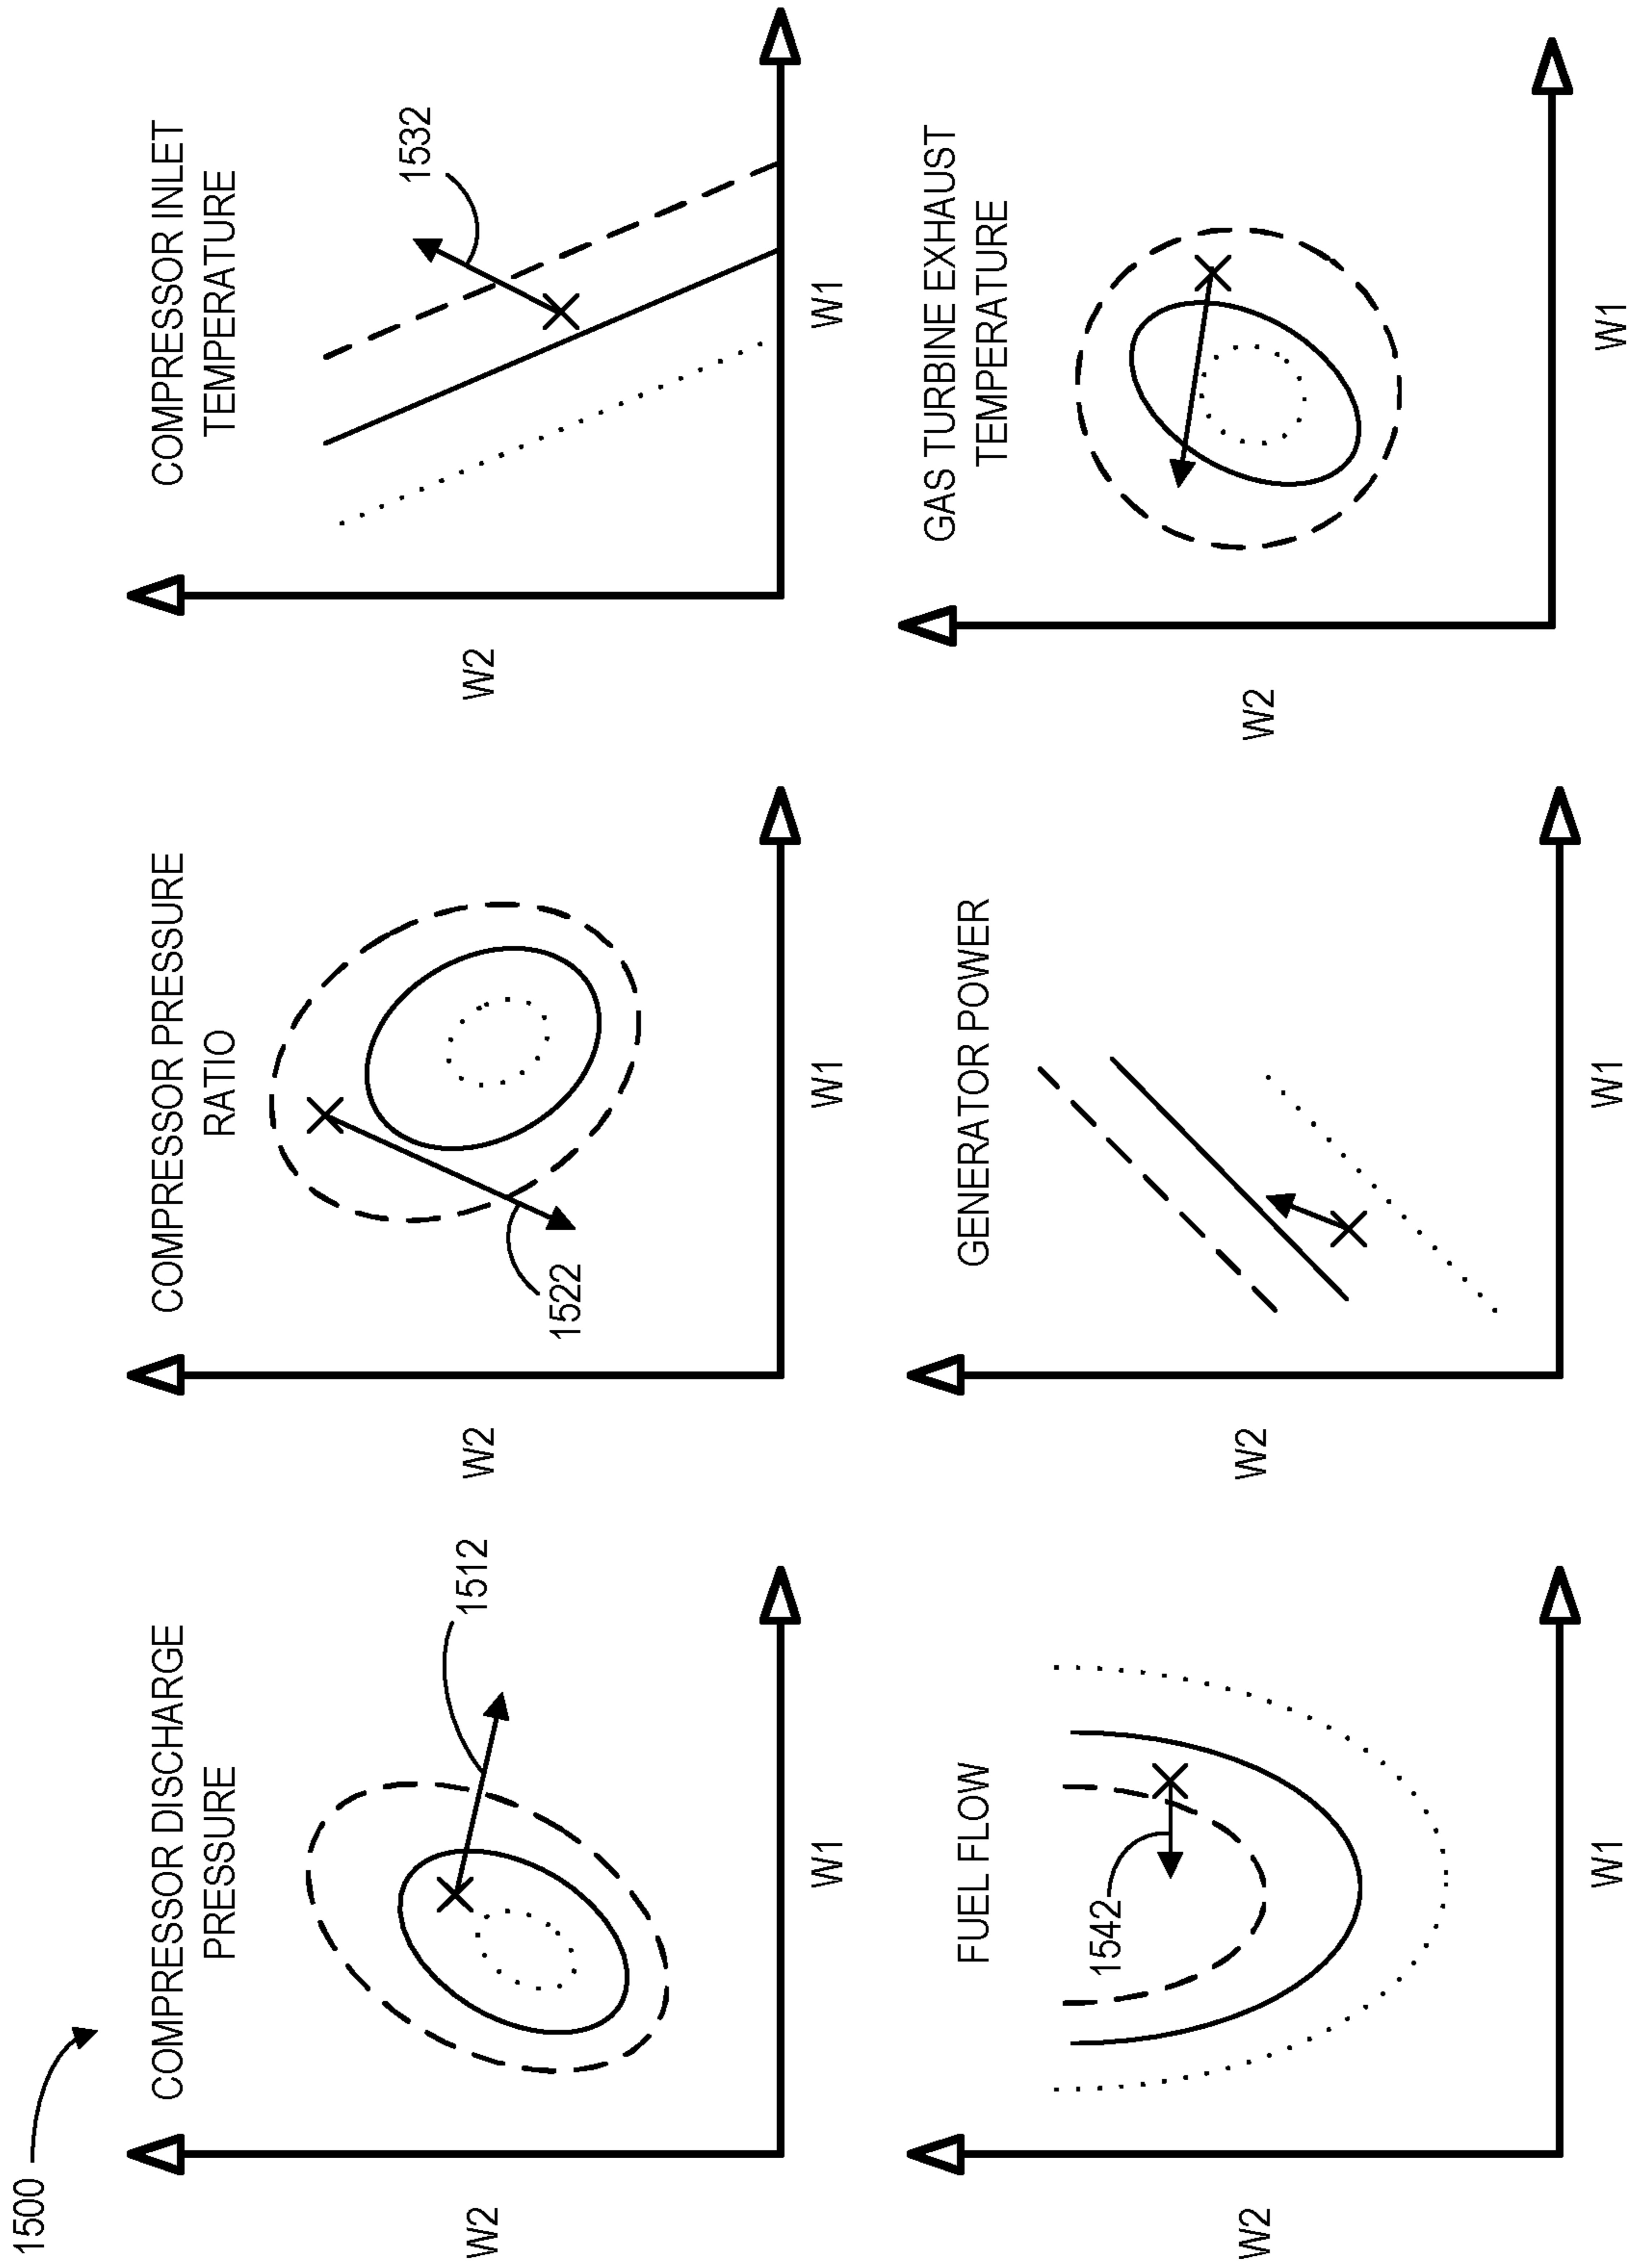 1500
COMPRESSOR DISCHARGE
PRESSURE
1512
W2
W1
COMPRESSOR PRESSURE
RATIO
1522
W2
W1
COMPRESSOR INLET
TEMPERATURE
1532
W2
W1
FUEL FLOW
1542
W2
W1
GENERATOR POWER
W2
W1
GAS TURBINE EXHAUST
TEMPERATURE
W2
W1